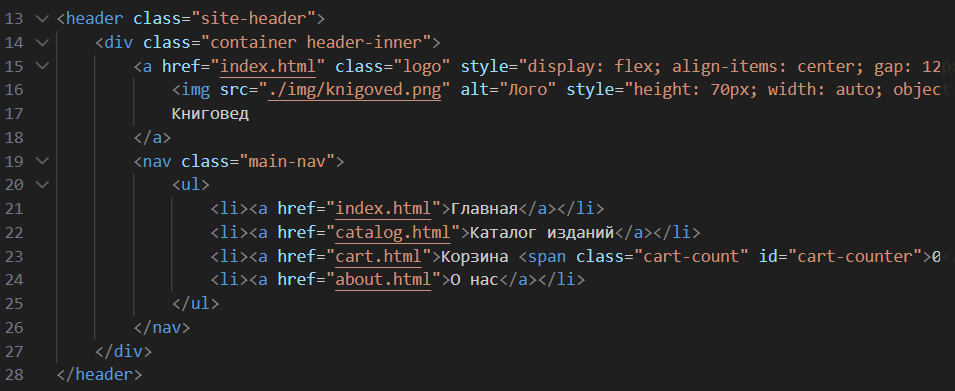 13 <header class="site-header">
14 <div class="container header-inner">
15 <a href="index.html" class="logo" style="display: flex; align-items: center; gap: 12p
16 <img src="./img/knigoved.png" alt="Лого" style="height: 70px; width: auto; object
17 Книговед
18 </a>
19 <nav class="main-nav">
20 <ul>
21 <li><a href="index.html">Главная</a></li>
22 <li><a href="catalog.html">Каталог изданий</a></li>
23 <li><a href="cart.html">Корзина <span class="cart-count" id="cart-counter">0<
24 <li><a href="about.html">О нас</a></li>
25 </ul>
26 </nav>
27 </div>
28 </header>